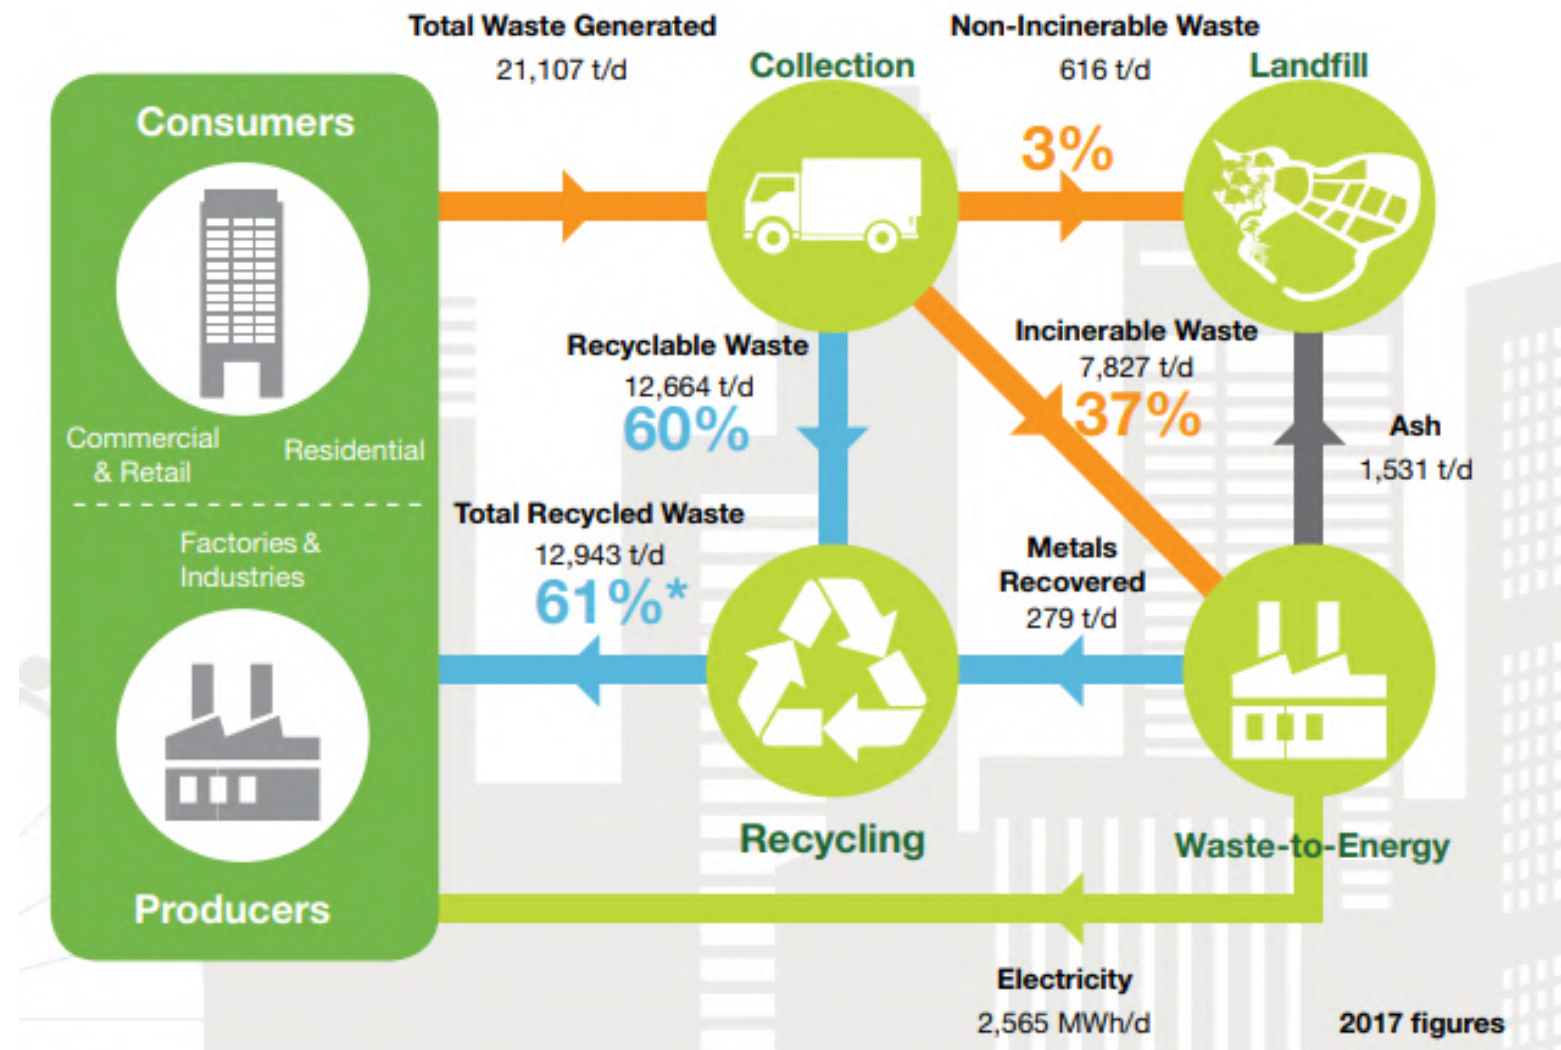 Total Waste Generated
21,107 t/d
Collection
Non-Incinerable Waste
616 t/d
Landfill
3%
Consumers
Commercial
& Retail
Residential
Factories &
Industries
Producers
Recyclable Waste
12,664 t/d
60%
Incinerable Waste
7,827 t/d
37%
Ash
1,531 t/d
Total Recycled Waste
12,943 t/d
61%*
Metals
Recovered
279 t/d
Recycling
Waste-to-Energy
Electricity
2,565 MWh/d
2017 figures